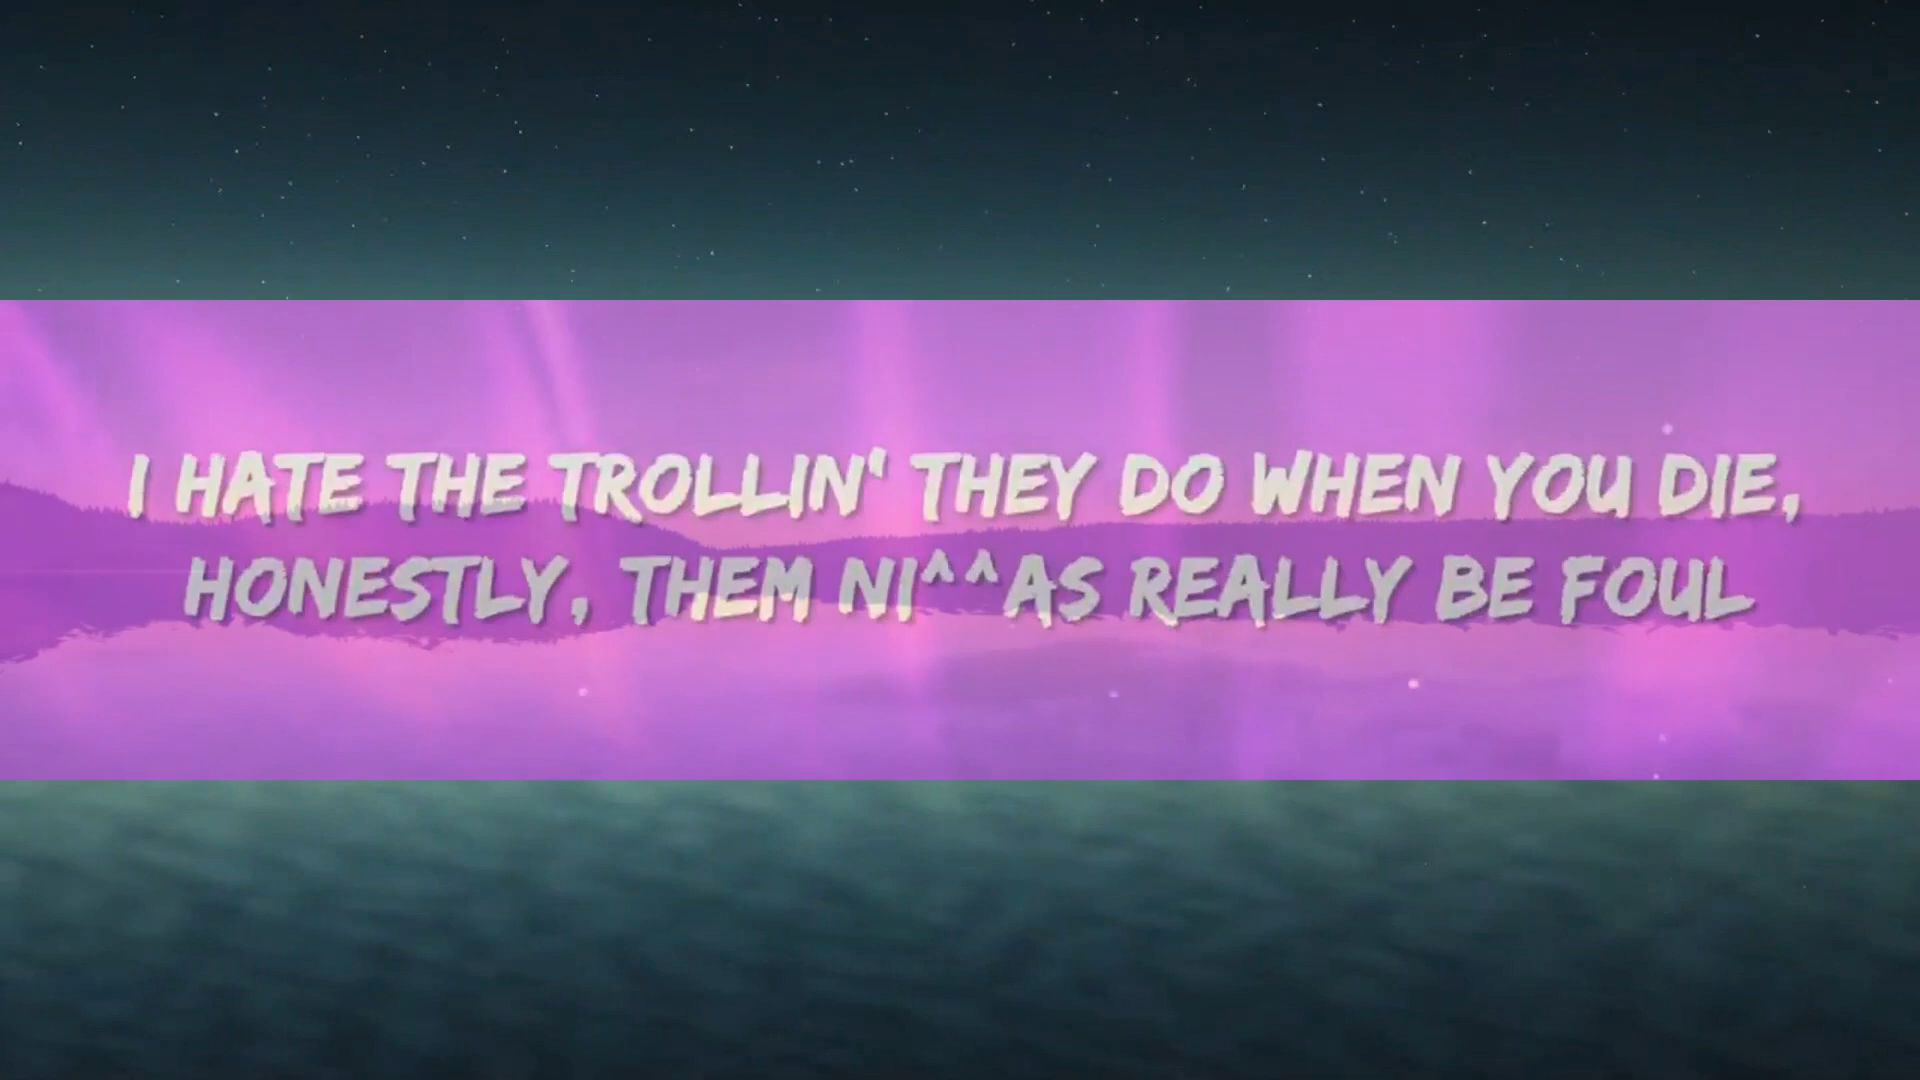 I HATE THE TROLLIN' THEY DO WHEN YOU DIE,
HONESTLY, THEM NI^^AS REALLY BE FOUL